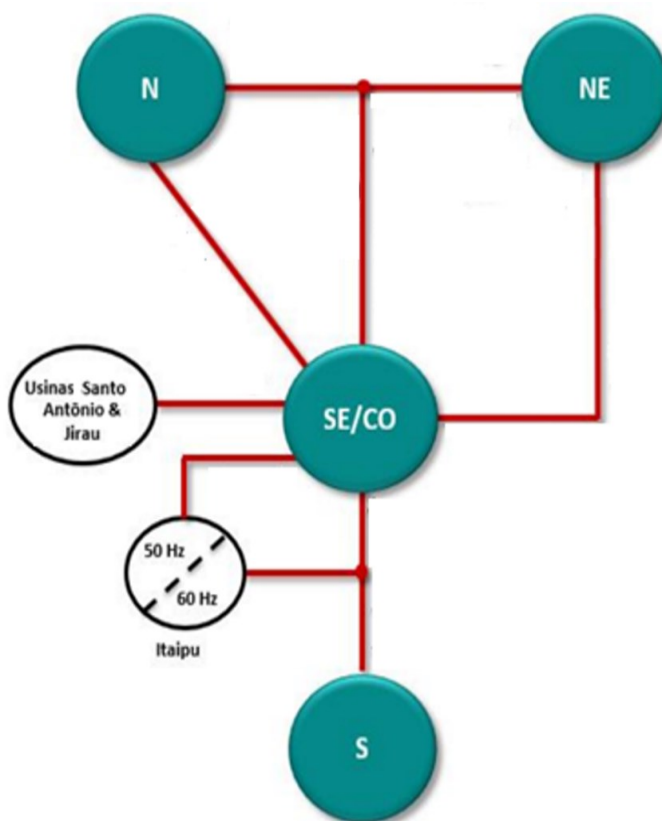 N
NE
Usinas Santo
Antônio &
Jirau
SE/CO
50 Hz
60 Hz
Itaipu
S